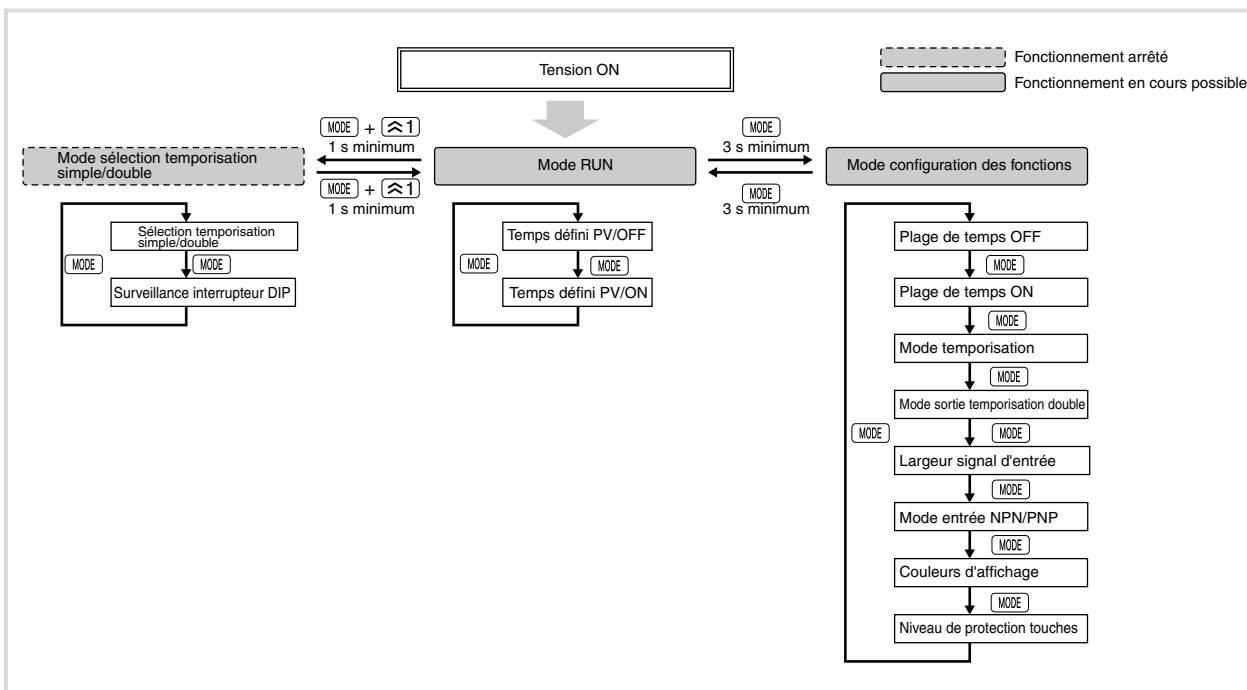 Tension ON
Fonctionnement arrêté
Fonctionnement en cours possible
MODE + 1
1 s minimum
MODE
3 s minimum
Mode sélection temporisation
simple/double
Mode RUN
Mode configuration des fonctions
MODE + 1
1 s minimum
MODE
3 s minimum
Sélection temporisation
simple/double
MODE
MODE
Surveillance interrupteur DIP
Temps défini PV/OFF
MODE
MODE
Temps défini PV/ON
Plage de temps OFF
MODE
Plage de temps ON
MODE
Mode temporisation
MODE
Mode sortie temporisation double
MODE
MODE
Largeur signal d'entrée
MODE
Mode entrée NPN/PNP
MODE
Couleurs d'affichage
MODE
Niveau de protection touches